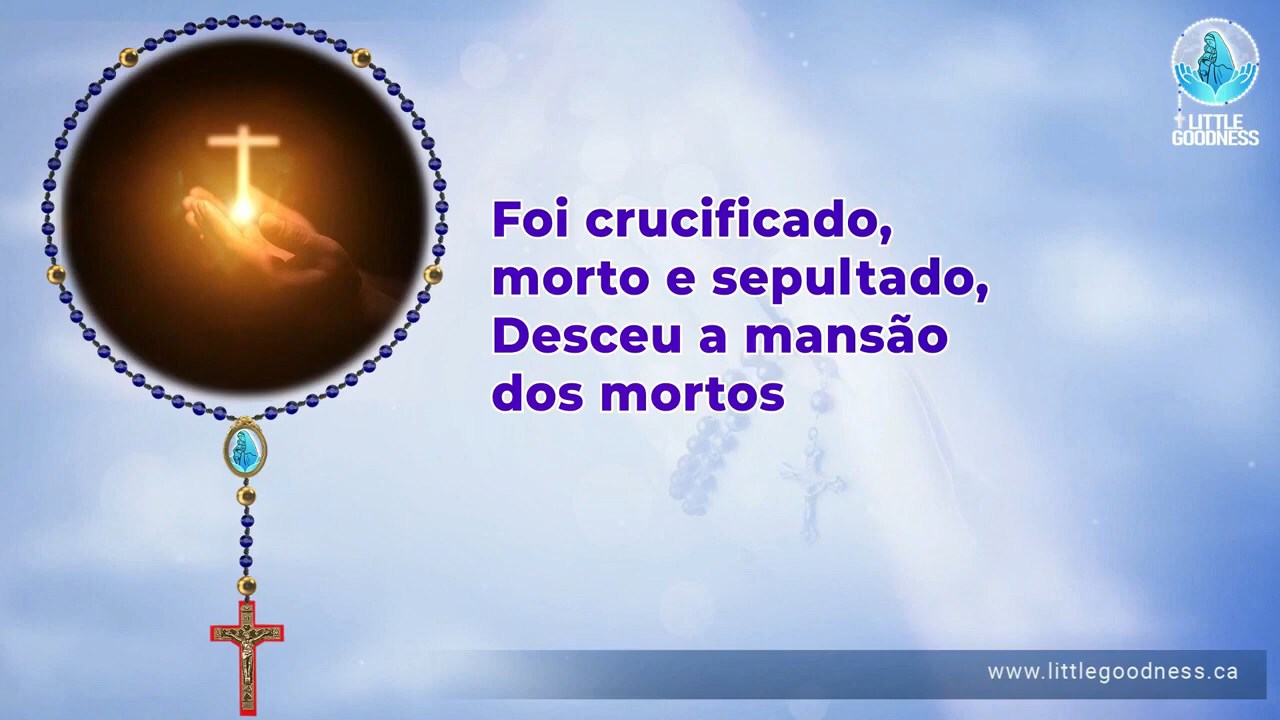 LITTLE
GOODNESS
Foi crucificado,
morto e sepultado,
Desceu a mansão
dos mortos
www.littlegoodness.ca